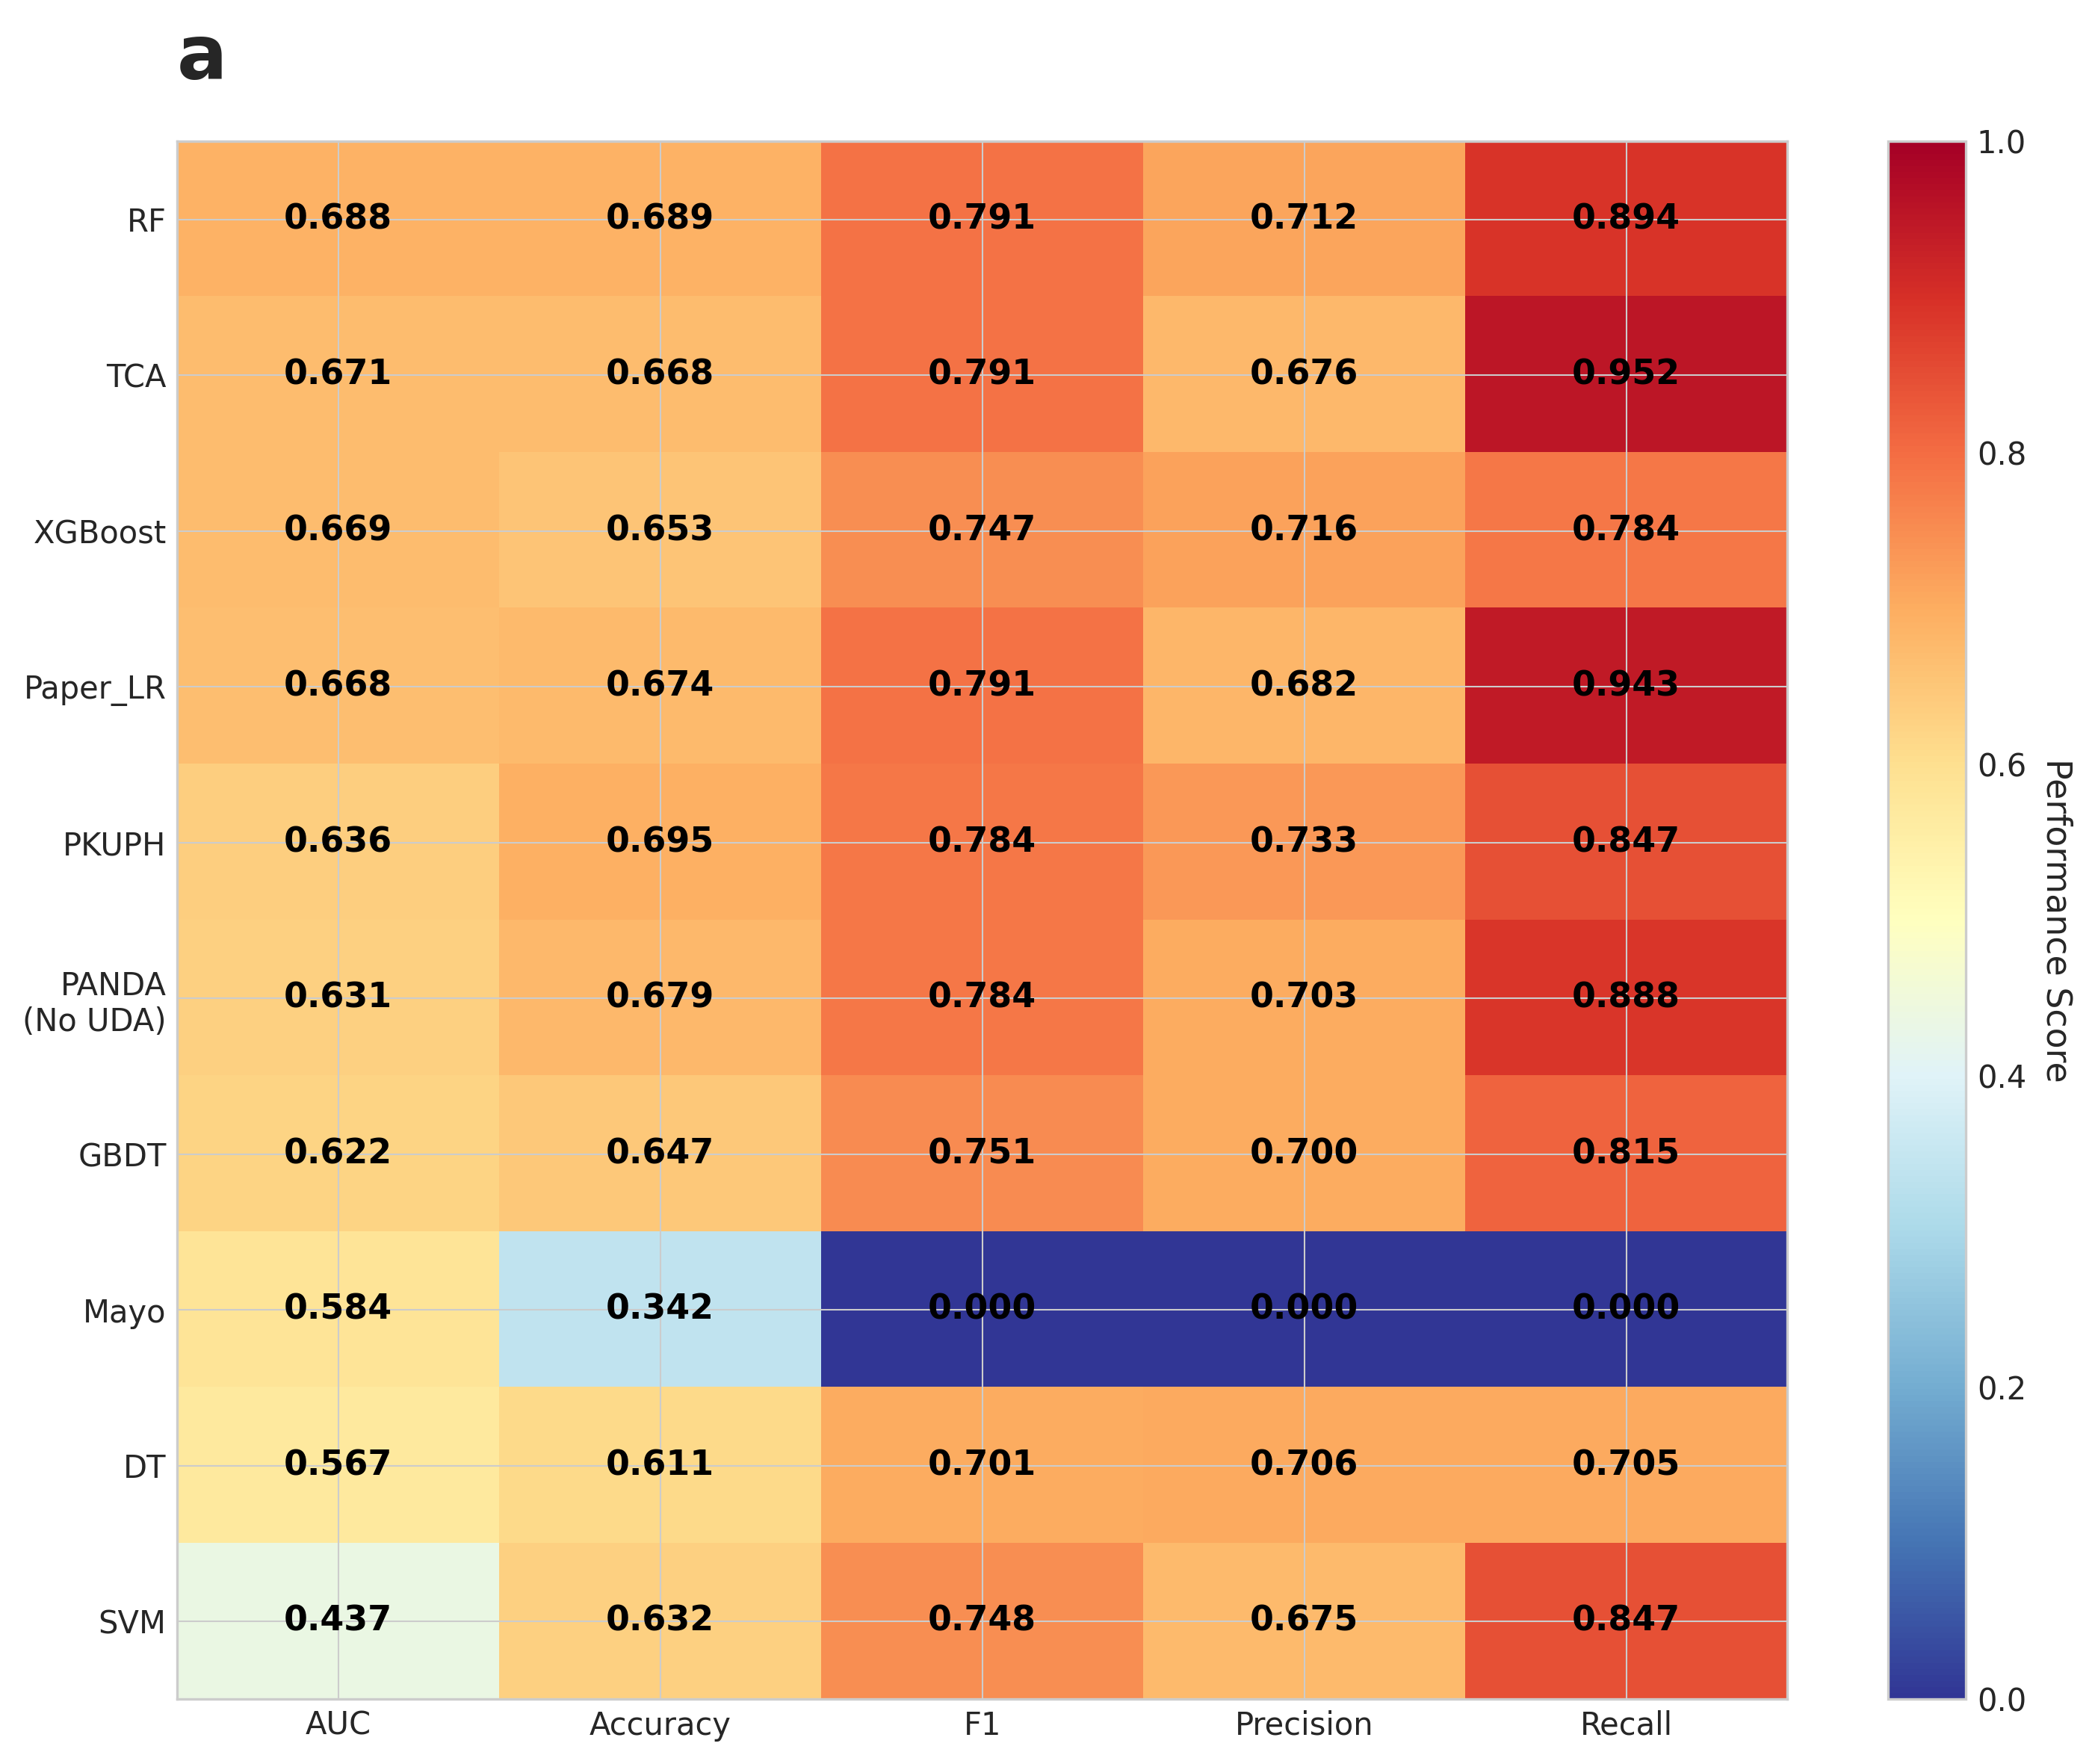 a
RF 0.688 0.689 0.791 0.712 0.894
TCA 0.671 0.668 0.791 0.676 0.952
XGBoost 0.669 0.653 0.747 0.716 0.784
Paper_LR 0.668 0.674 0.791 0.682 0.943
PKUPH 0.636 0.695 0.784 0.733 0.847
PANDA
(No UDA) 0.631 0.679 0.784 0.703 0.888
GBDT 0.622 0.647 0.751 0.700 0.815
Mayo 0.584 0.342 0.000 0.000 0.000
DT 0.567 0.611 0.701 0.706 0.705
SVM 0.437 0.632 0.748 0.675 0.847
AUC Accuracy F1 Precision Recall
1.0
0.8
0.6
0.4
0.2
0.0
Performance Score